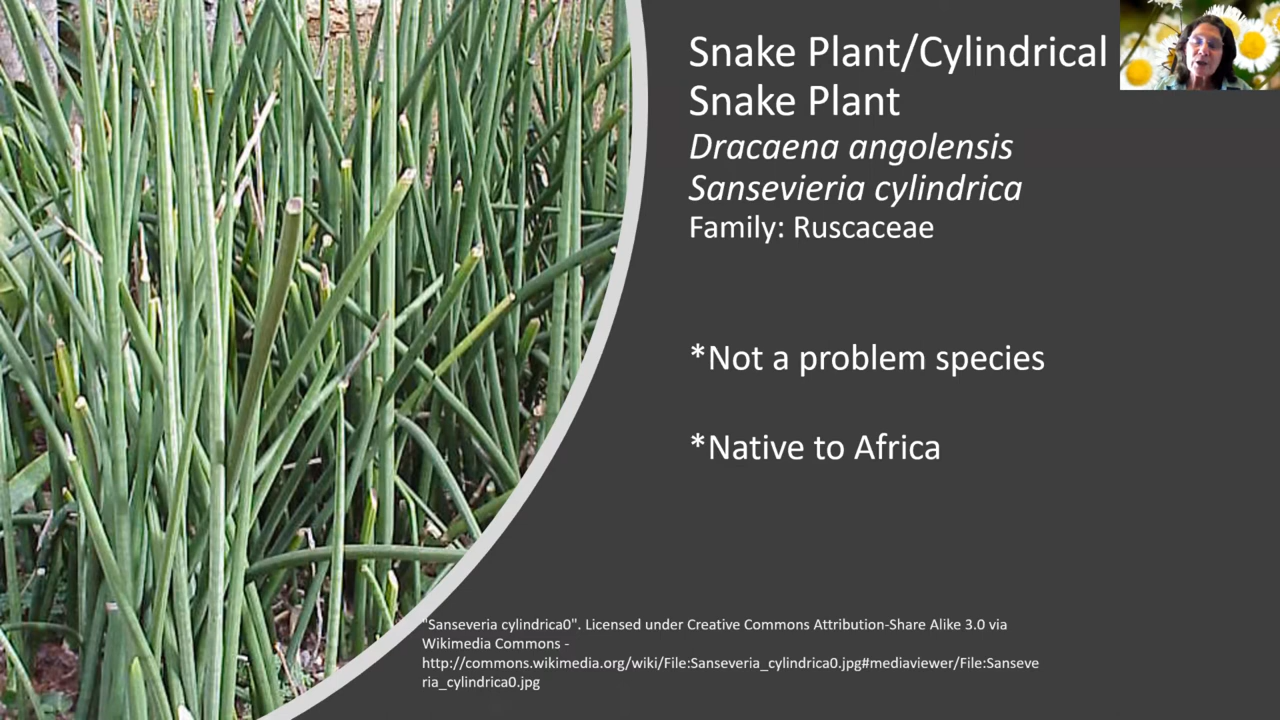 Snake Plant/Cylindrical
Snake Plant
Dracaena angolensis
Sansevieria cylindrica
Family: Ruscaceae
*Not a problem species
*Native to Africa
"Sanseveria cylindrica0". Licensed under Creative Commons Attribution-Share Alike 3.0 via
Wikimedia Commons -
http://commons.wikimedia.org/wiki/File:Sanseveria_cylindrica0.jpg#mediaviewer/File:Sanseve
ria_cylindrica0.jpg